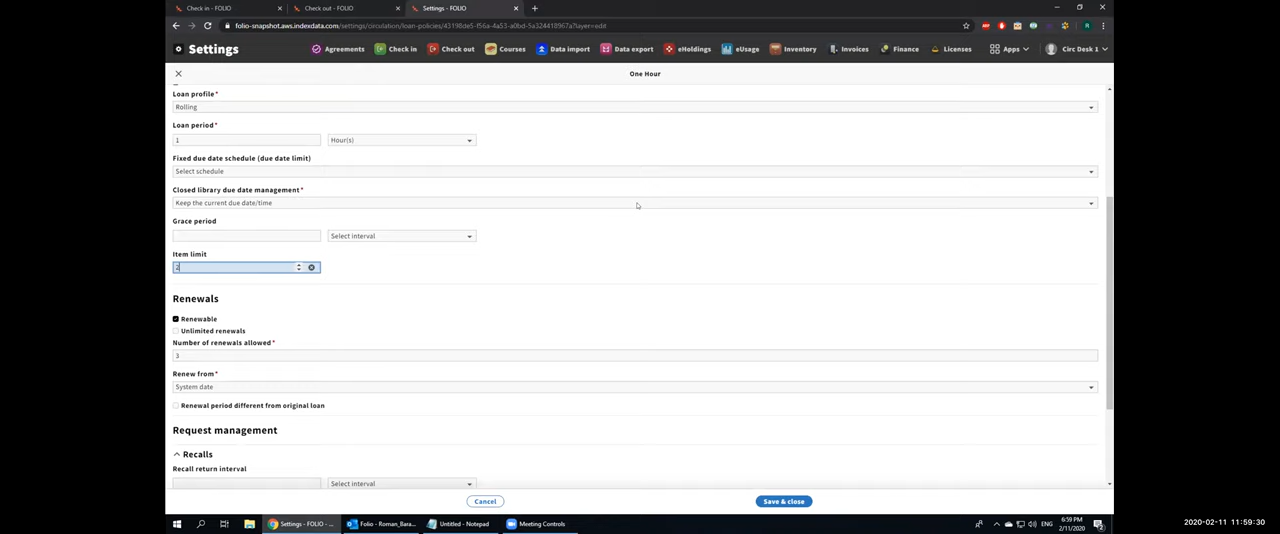 Check in - FOLIO
Check out - FOLIO
Settings - FOLIO
folio-snapshot.aws.indexdata.com/settings/circulation/loan-policies/43198de5-f56a-4a53-a0bd-5a324418967a?layer=edit
Settings
Agreements
Check in
Check out
Courses
Data import
Data export
eHoldings
eUsage
Inventory
Invoices
Finance
Licenses
Apps
Circ Desk 1
One Hour
Loan profile*
Rolling
Loan period*
1 Hour(s)
Fixed due date schedule (due date limit)
Select schedule
Closed library due date management*
Keep the current due date/time
Grace period
Select interval
Item limit
2
Renewals
Renewable
Unlimited renewals
Number of renewals allowed*
3
Renew from*
System date
Renewal period different from original loan
Request management
Recalls
Recall return interval
Select interval
Cancel
Save & close
Settings - FOLIO - ...
Folio - Roman_Bara...
Untitled - Notepad
Meeting Controls
ENG
6:59 PM
2/11/2020
2020-02-11 11:59:30